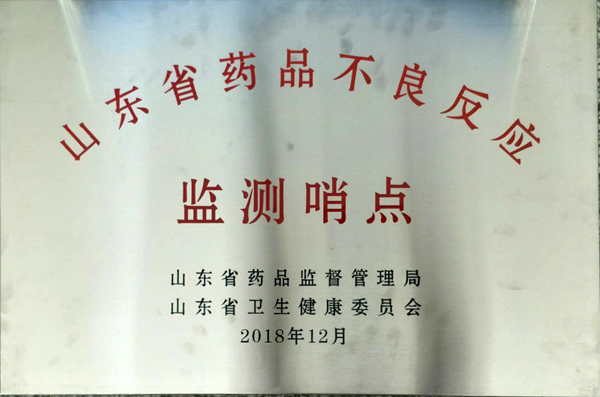 山东省药品不良反应
监测哨点
山东省药品监督管理局
山东省卫生健康委员会
2018年12月